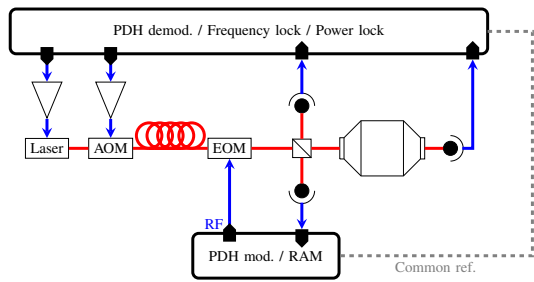 PDH demod. / Frequency lock / Power lock
Laser
AOM
EOM
RF
PDH mod. / RAM
Common ref.